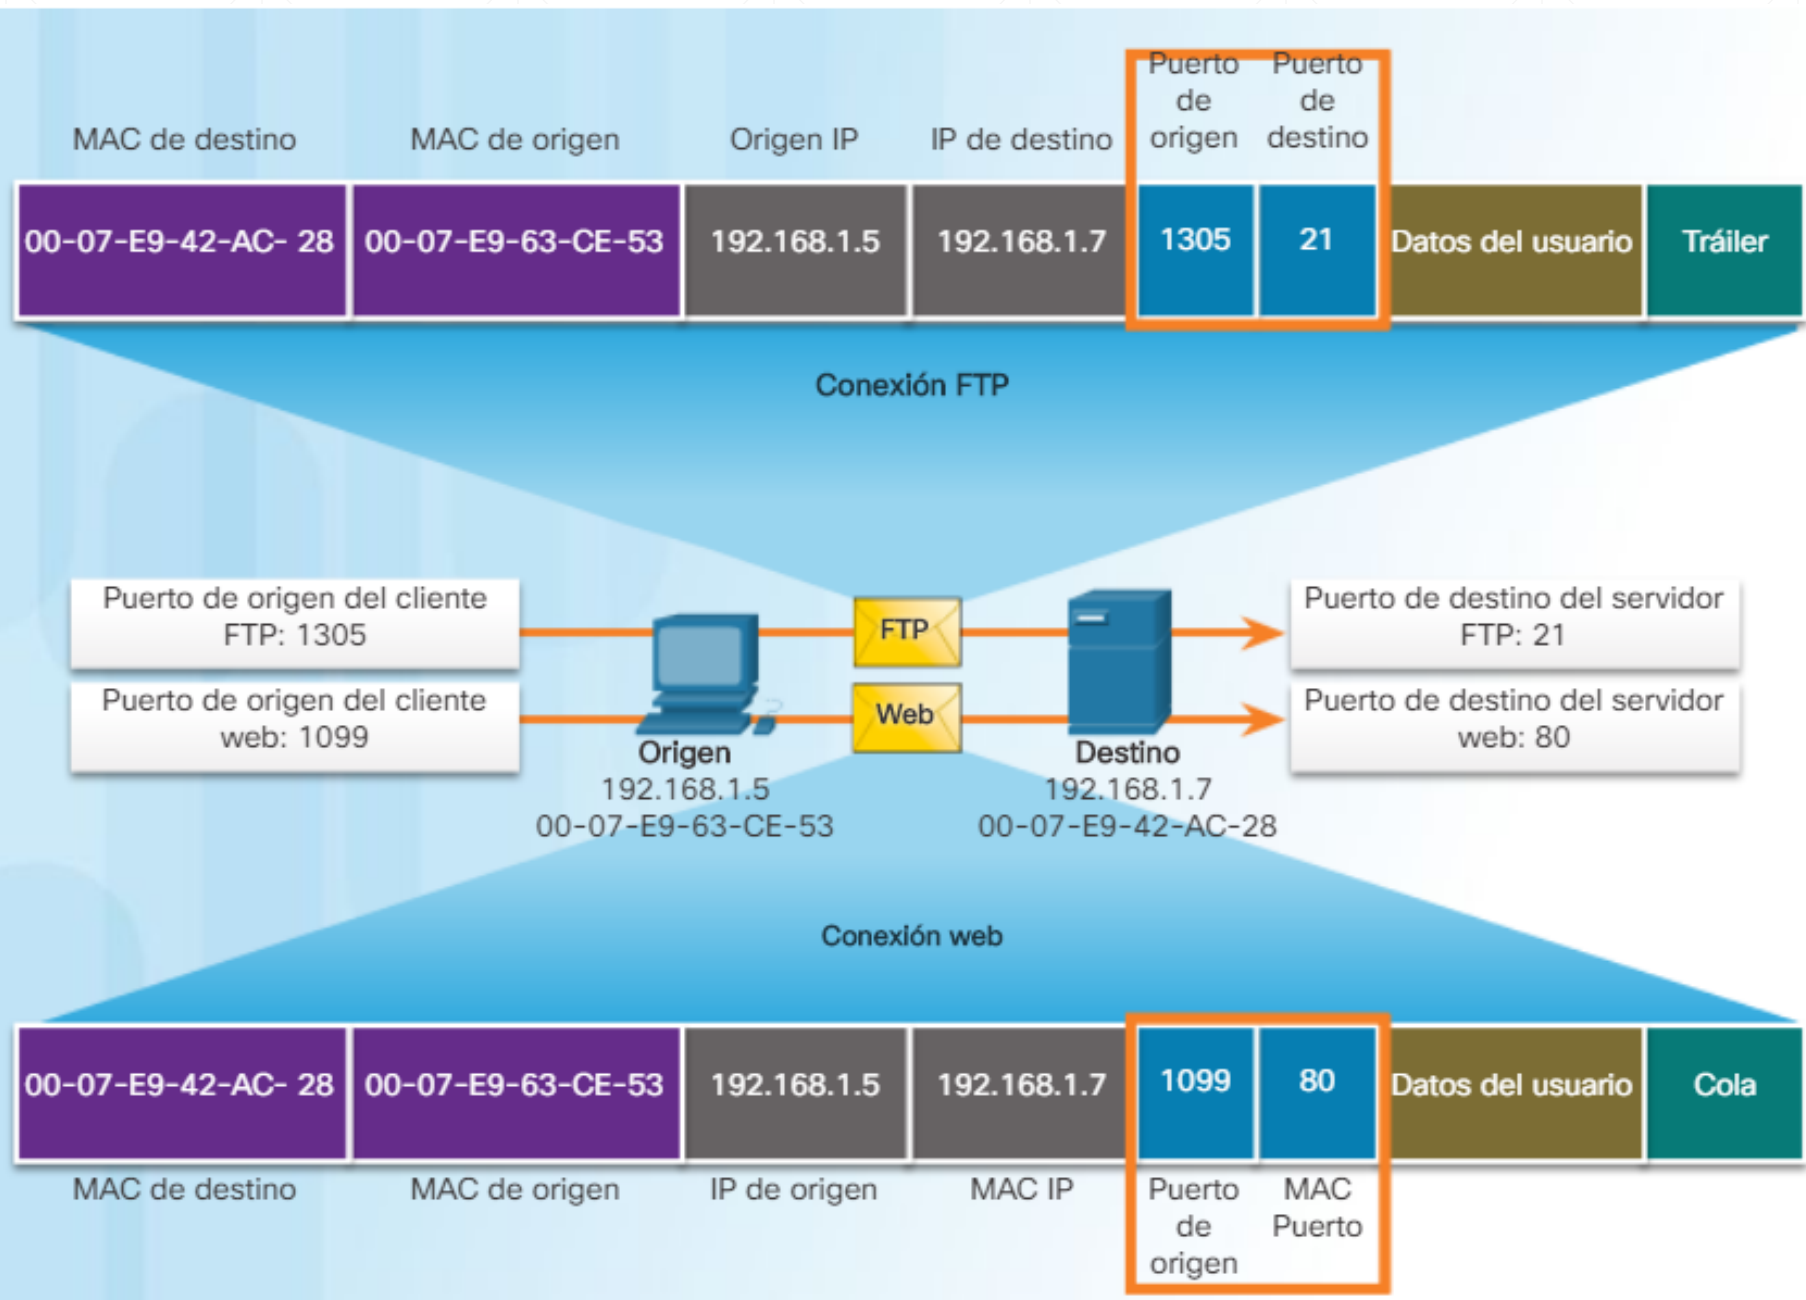 Puerto de origen
Puerto de destino
MAC de destino
MAC de origen
Origen IP
IP de destino
00-07-E9-42-AC- 28
00-07-E9-63-CE-53
192.168.1.5
192.168.1.7
1305
21
Datos del usuario
Tráiler
Conexión FTP
Puerto de origen del cliente
FTP: 1305
FTP
Puerto de destino del servidor
FTP: 21
Puerto de origen del cliente
web: 1099
Web
Puerto de destino del servidor
web: 80
Origen
192.168.1.5
00-07-E9-63-CE-53
Destino
192.168.1.7
00-07-E9-42-AC-28
Conexión web
00-07-E9-42-AC- 28
00-07-E9-63-CE-53
192.168.1.5
192.168.1.7
1099
80
Datos del usuario
Cola
MAC de destino
MAC de origen
IP de origen
MAC IP
Puerto
de
origen
MAC
Puerto